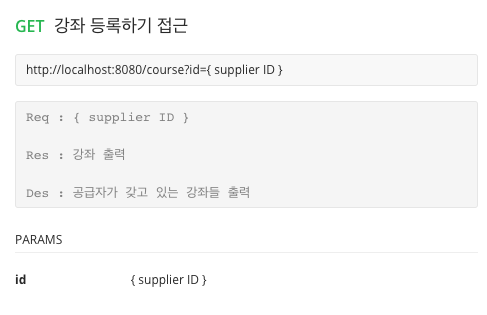 GET 강좌 등록하기 접근
http://localhost:8080/course?id={ supplier ID }
Req : { supplier ID }
Res : 강좌 출력
Des : 공급자가 갖고 있는 강좌들 출력
PARAMS
id { supplier ID }